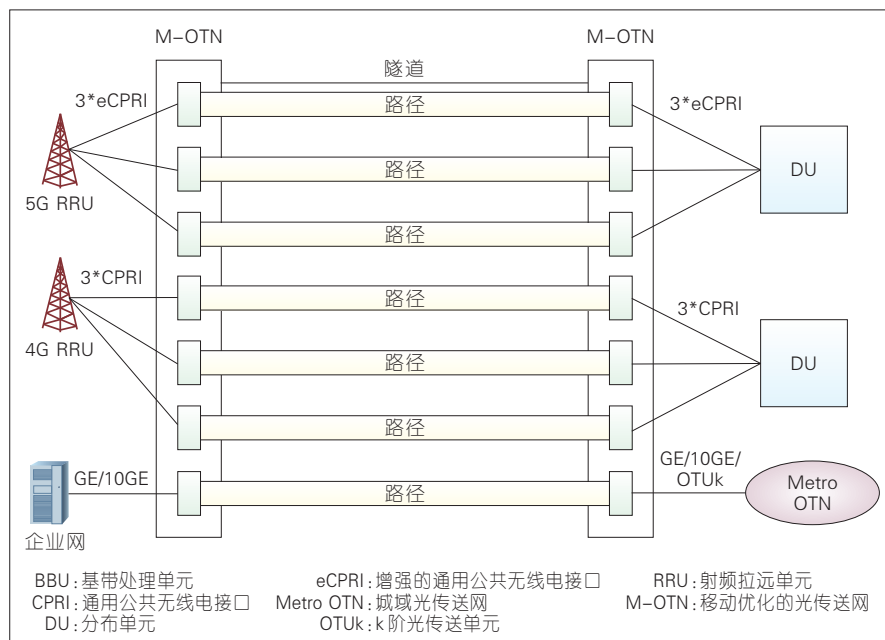 M-OTN
M-OTN
隧道
3*eCPRI
路径
3*eCPRI
路径
DU
5G RRU
路径
3*CPRI
路径
3*CPRI
4G RRU
路径
DU
路径
GE/10GE
路径
GE/10GE/
OTUk
Metro
OTN
企业网
BBU:基带处理单元
eCPRI:增强的通用公共无线电接口
RRU:射频拉远单元
CPRI:通用公共无线电接口
Metro OTN:城域光传送网
M-OTN:移动优化的光传送网
DU:分布单元
OTUk:k 阶光传送单元